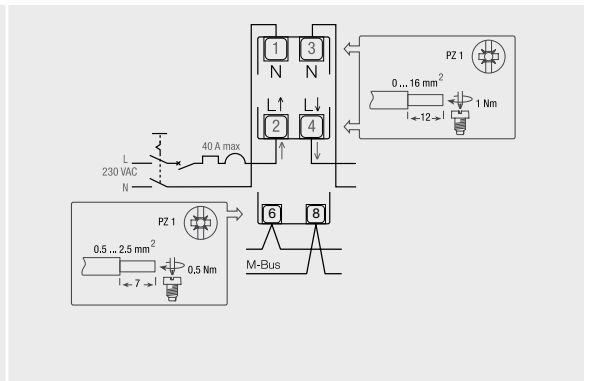 1 3
N N
PZ 1
0 ... 16 mm²
1 Nm
12
L↑ L↓
2 4
40 A max
L
230 VAC
N
6 8
PZ 1
0.5 ... 2.5 mm²
0.5 Nm
7
M-Bus